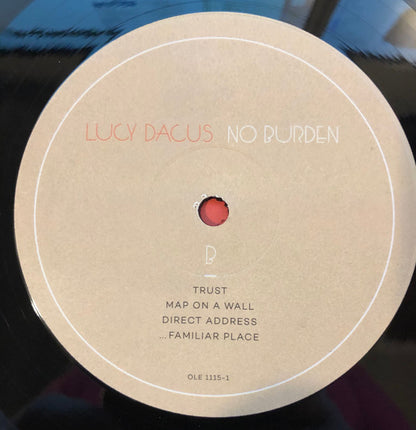 LUCY DACUS NO BURDEN
B
TRUST
MAP ON A WALL
DIRECT ADDRESS
...FAMILIAR PLACE
OLE 1115-1